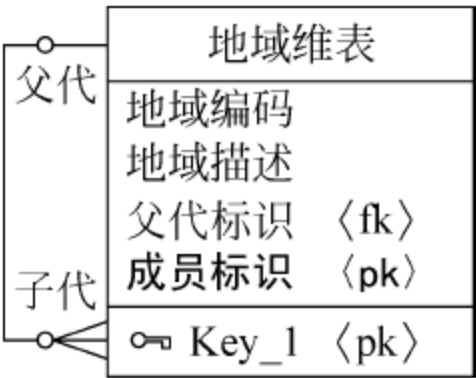 地域维表
父代
地域编码
地域描述
父代标识 〈fk〉
成员标识 〈pk〉
子代
Key_1 〈pk〉